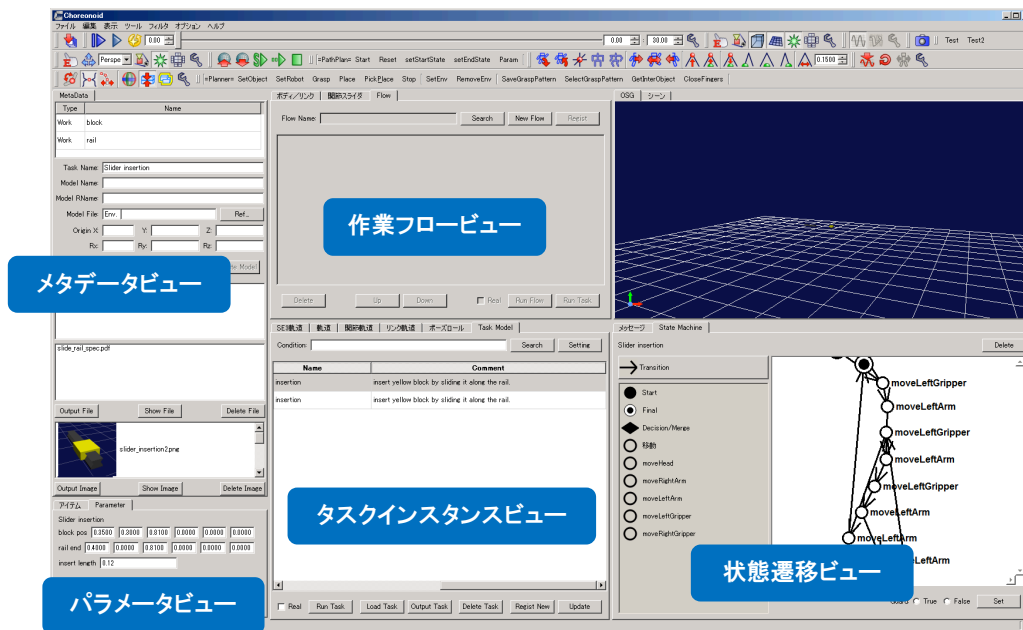 Choreonoid
ファイル 編集 表示 ツール フィルタ オプション ヘルプ
0.00 0.00 30.00 Test Test2
Perspe =PathPlan= Start Reset setStartState setEndState Param 0.1500
=Planner= SetObject SetRobot Grasp Place PickPlace Stop SetEnv RemoveEnv SaveGraspPattern SelectGraspPattern GetInterObject CloseFingers
MetaData
Type Name
Work block
Work rail
Task Name: Slider insertion
Model Name:
Model RName:
Model File: Env. Ref...
Origin X: Y: Z:
Rx: Ry: Rz:
Model
メタデータビュー
slide_rail_spec.pdf
Output File Show File Delete File
slider_insertion2.png
Output Image Show Image Delete Image
アイテム Parameter
Slider insertion
block pos 0.3500 0.3000 0.8100 0.0000 0.0000 0.0000
rail end 0.4000 0.0000 0.8100 0.0000 0.0000 0.0000
insert length 0.12
パラメータビュー
ボディ/リンク 関節スライダ Flow
Flow Name: Search New Flow Regist
作業フロービュー
Delete Up Down Real Run Flow Run Task
SE3軌道 軌道 関節軌道 リンク軌道 ポーズロール Task Model
Condition: Search Setting
Name Comment
insertion insert yellow block by sliding it along the rail.
insertion insert yellow block by sliding it along the rail.
タスクインスタンスビュー
Real Run Task Load Task Output Task Delete Task Regist New Update
OSG シーン
メッセージ State Machine
Slider insertion Delete
Transition
Start
Final
Decision/Merge
移動
moveHead
moveRightArm
moveLeftArm
moveLeftGripper
moveRightGripper
moveLeftGripper
moveLeftArm
moveLeftGripper
moveLeftArm
moveLeftGripper
moveLeftArm
moveLeftArm
LeftArm
状態遷移ビュー
True False Set